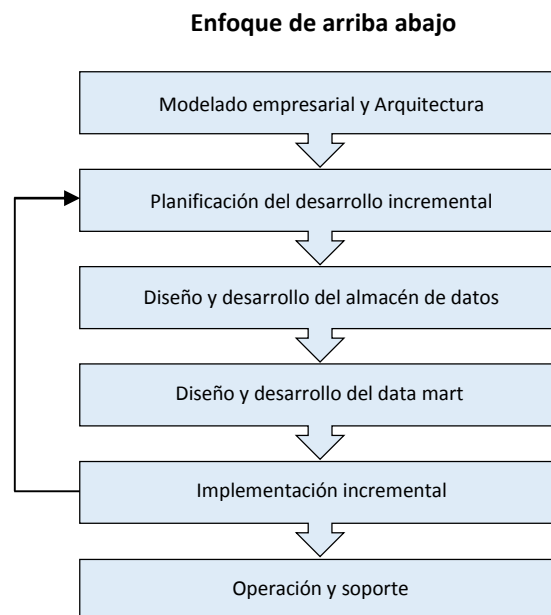 Enfoque de arriba abajo
Modelado empresarial y Arquitectura
Planificación del desarrollo incremental
Diseño y desarrollo del almacén de datos
Diseño y desarrollo del data mart
Implementación incremental
Operación y soporte